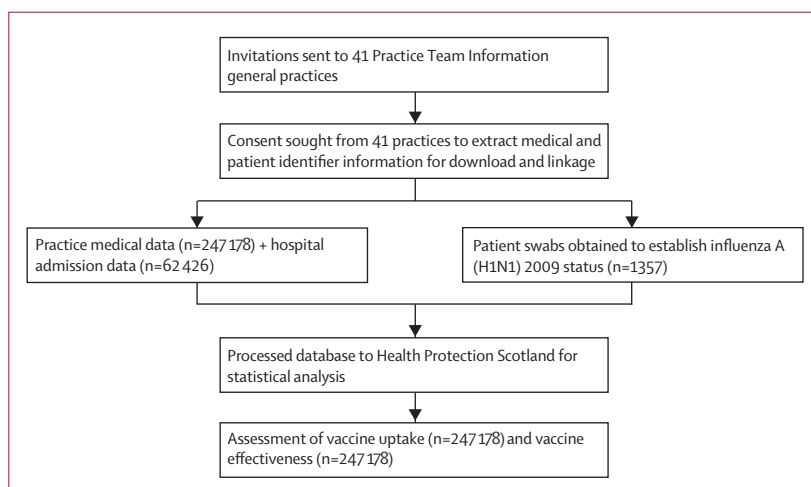 Invitations sent to 41 Practice Team Information
general practices
Consent sought from 41 practices to extract medical and
patient identifier information for download and linkage
Practice medical data (n=247 178) + hospital
admission data (n=62 426)
Patient swabs obtained to establish influenza A
(H1N1) 2009 status (n=1357)
Processed database to Health Protection Scotland for
statistical analysis
Assessment of vaccine uptake (n=247 178) and vaccine
effectiveness (n=247 178)